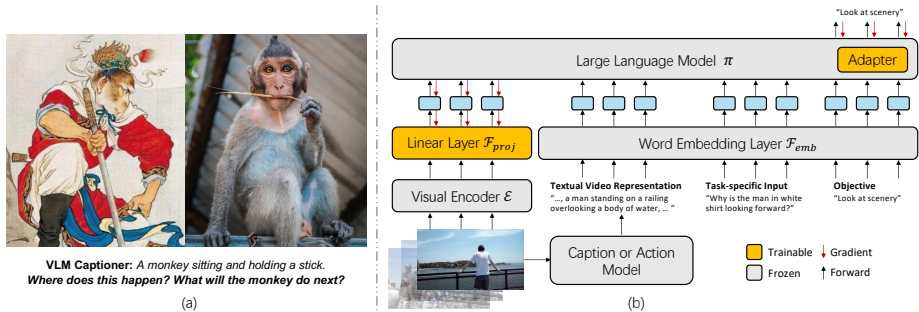 VLM Captioner: A monkey sitting and holding a stick.
Where does this happen? What will the monkey do next?
(a)
“Look at scenery”
Large Language Model π
Adapter
Linear Layer ℱproj
Word Embedding Layer ℱemb
Visual Encoder ℰ
Textual Video Representation
“…, a man standing on a railing
overlooking a body of water, … ”
Task-specific Input
“Why is the man in white
shirt looking forward?”
Objective
“Look at scenery”
Caption or Action
Model
Trainable
Gradient
Frozen
Forward
(b)